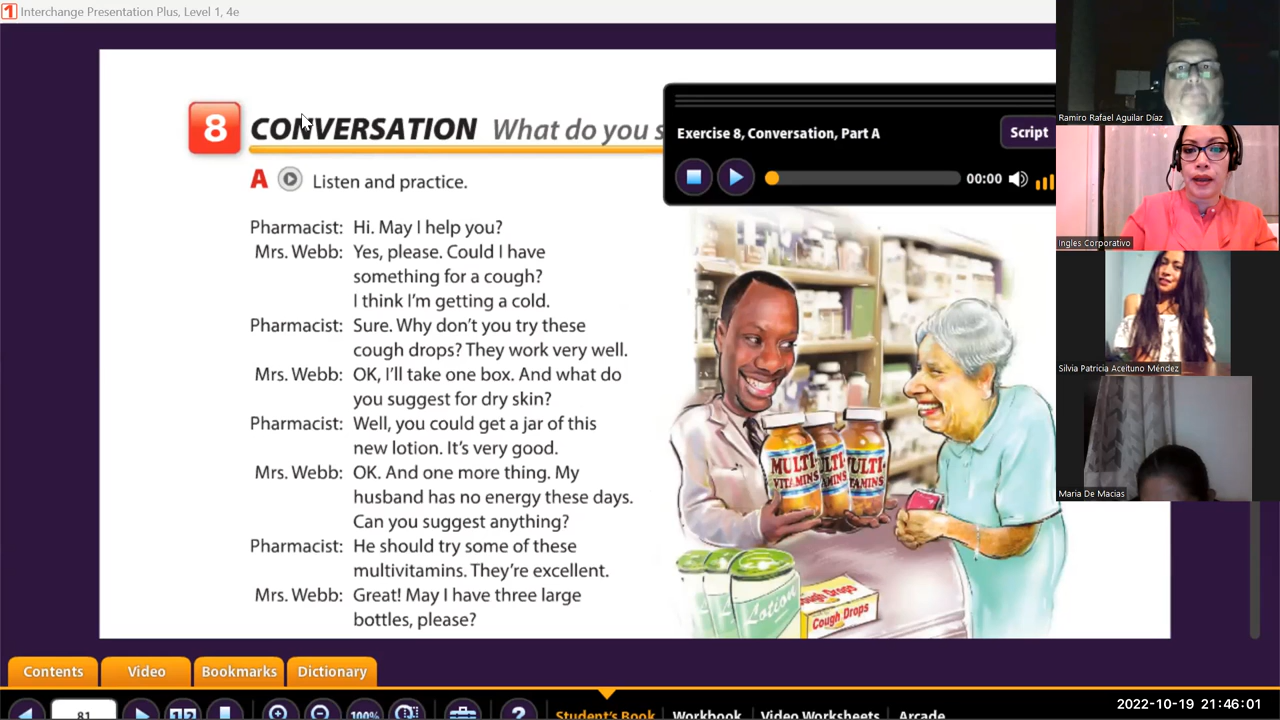 Interchange Presentation Plus, Level 1, 4e
8 CONVERSATION What do you s
Exercise 8, Conversation, Part A
Script
00:00
A Listen and practice.
Pharmacist: Hi. May I help you?
Mrs. Webb: Yes, please. Could I have
something for a cough?
I think I'm getting a cold.
Pharmacist: Sure. Why don't you try these
cough drops? They work very well.
Mrs. Webb: OK, I'll take one box. And what do
you suggest for dry skin?
Pharmacist: Well, you could get a jar of this
new lotion. It's very good.
Mrs. Webb: OK. And one more thing. My
husband has no energy these days.
Can you suggest anything?
Pharmacist: He should try some of these
multivitamins. They're excellent.
Mrs. Webb: Great! May I have three large
bottles, please?
MULTI-
VITAMINS
ULTI-
TAMINS
ULTI-
AMINS
Lotion
Cough Drops
Cough Drops
Ramiro Rafael Aguilar Díaz
Ingles Corporativo
Silvia Patricia Aceituno Méndez
Maria De Macias
Contents
Video
Bookmarks
Dictionary
81
100%
?
Student's Book
Workbook
Video Worksheets
Arcade
2022-10-19 21:46:01